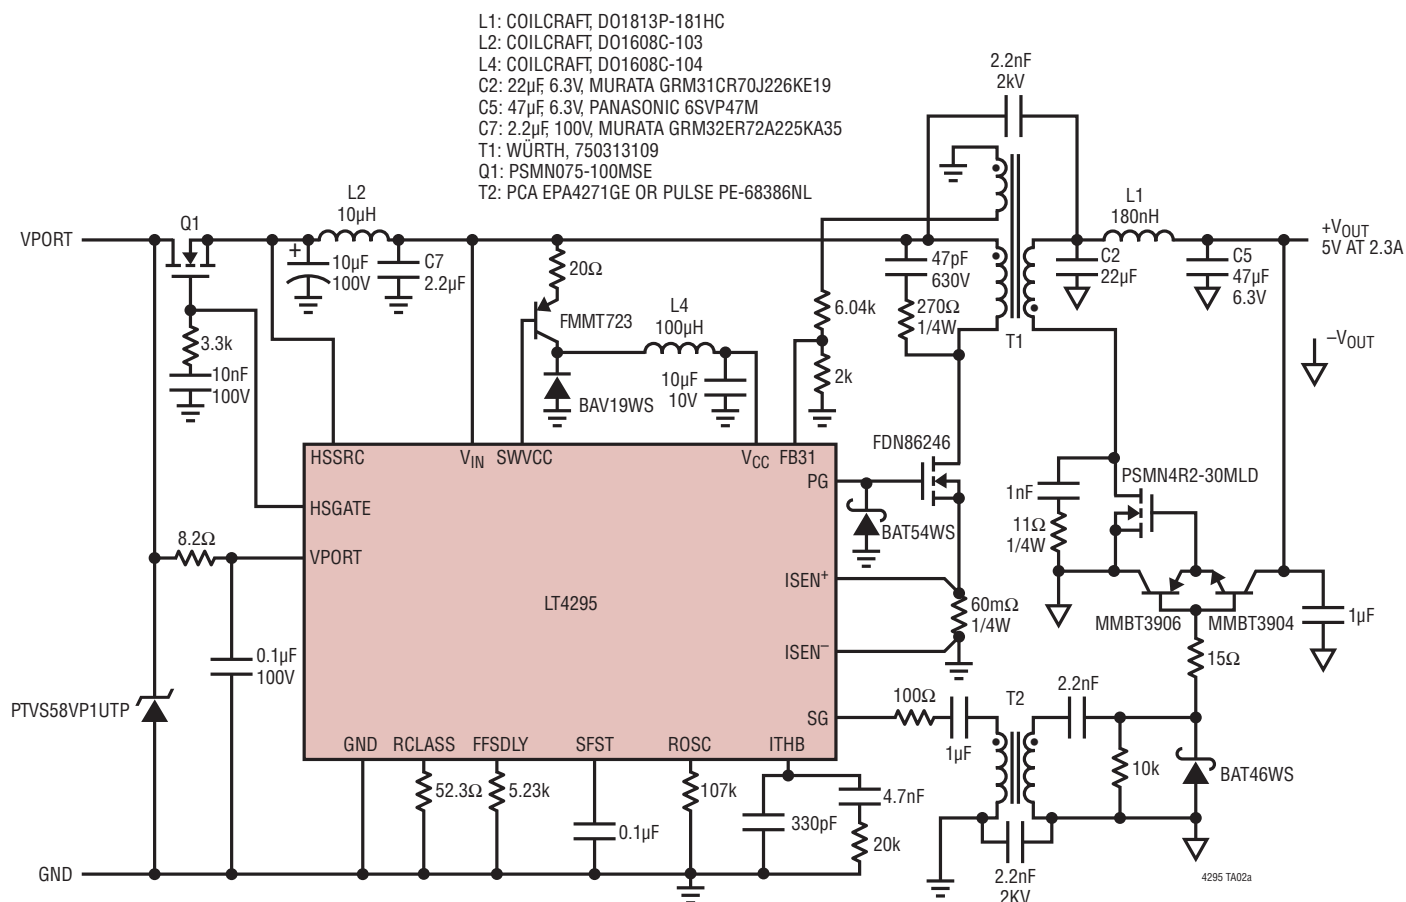 L1: COILCRAFT, DO1813P-181HC
L2: COILCRAFT, DO1608C-103
L4: COILCRAFT, DO1608C-104
C2: 22µF, 6.3V, MURATA GRM31CR70J226KE19
C5: 47µF, 6.3V, PANASONIC 6SVP47M
C7: 2.2µF, 100V, MURATA GRM32ER72A225KA35
T1: WÜRTH, 750313109
Q1: PSMN075-100MSE
T2: PCA EPA4271GE OR PULSE PE-68386NL
2.2nF
2kV
L2
10µH
Q1
L1
180nH
VPORT
+VOUT
5V AT 2.3A
+
10µF
100V
C7
2.2µF
20Ω
47pF
630V
C2
22µF
C5
47µF
6.3V
FMMT723
L4
100µH
6.04k
270Ω
1/4W
T1
–VOUT
3.3k
10nF
100V
10µF
10V
2k
BAV19WS
FDN86246
HSSRC
VIN
SWVCC
VCC
FB31
PG
PSMN4R2-30MLD
1nF
HSGATE
BAT54WS
11Ω
1/4W
8.2Ω
VPORT
ISEN+
LT4295
60mΩ
1/4W
MMBT3906
MMBT3904
1µF
0.1µF
100V
ISEN–
15Ω
PTVS58VP1UTP
100Ω
T2
2.2nF
SG
1µF
10k
BAT46WS
GND
RCLASS
FFSDLY
SFST
ROSC
ITHB
52.3Ω
5.23k
107k
4.7nF
330pF
0.1µF
20k
GND
2.2nF
2KV
4295 TA02a